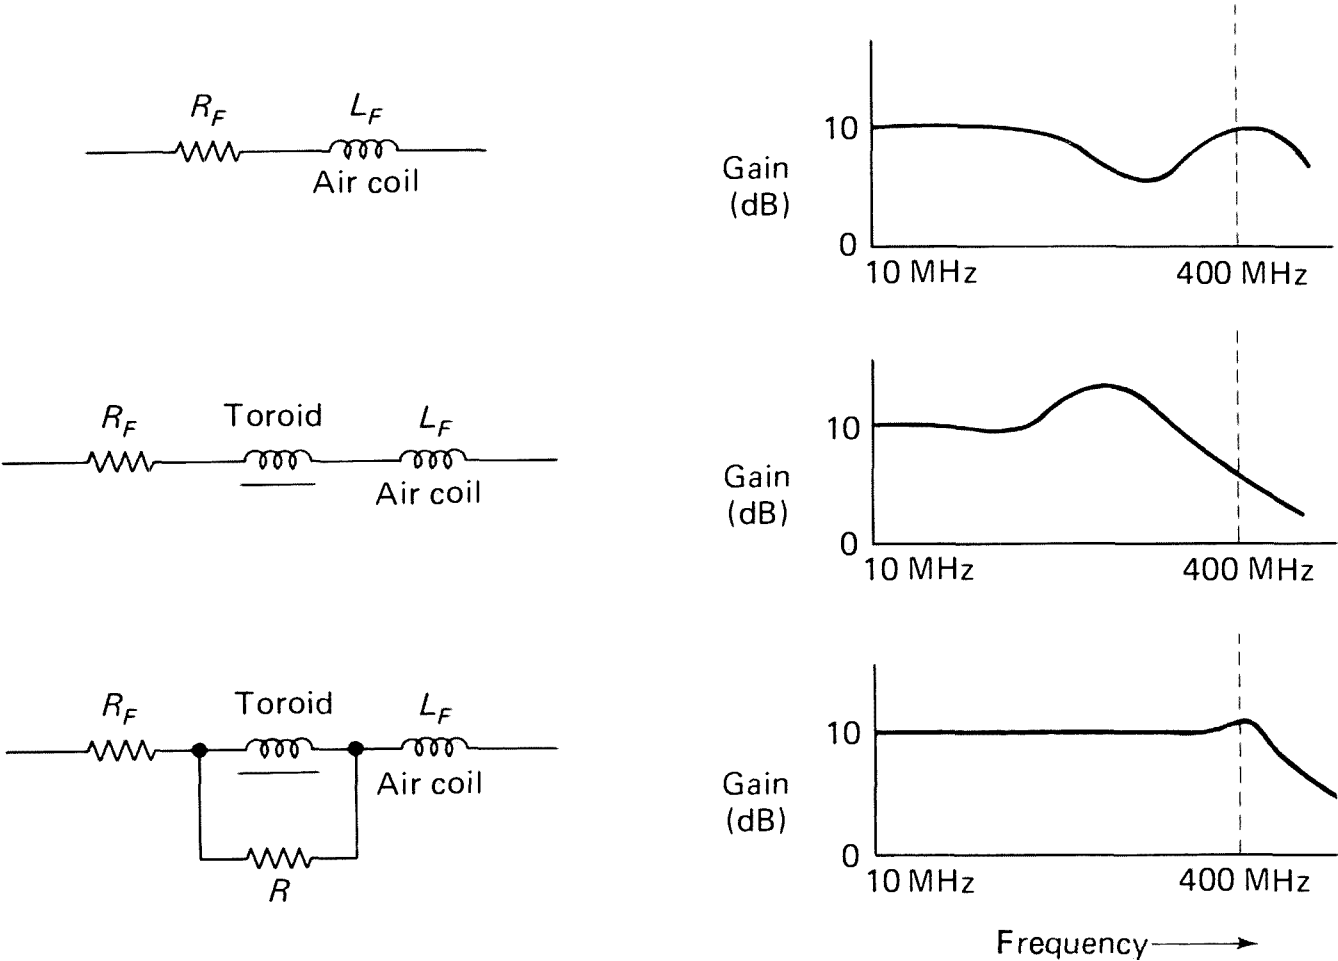 R_F
L_F
Air coil
Gain
(dB)
10
0
10 MHz
400 MHz
R_F
Toroid
L_F
Air coil
Gain
(dB)
10
0
10 MHz
400 MHz
R_F
Toroid
L_F
Air coil
R
Gain
(dB)
10
0
10 MHz
400 MHz
Frequency